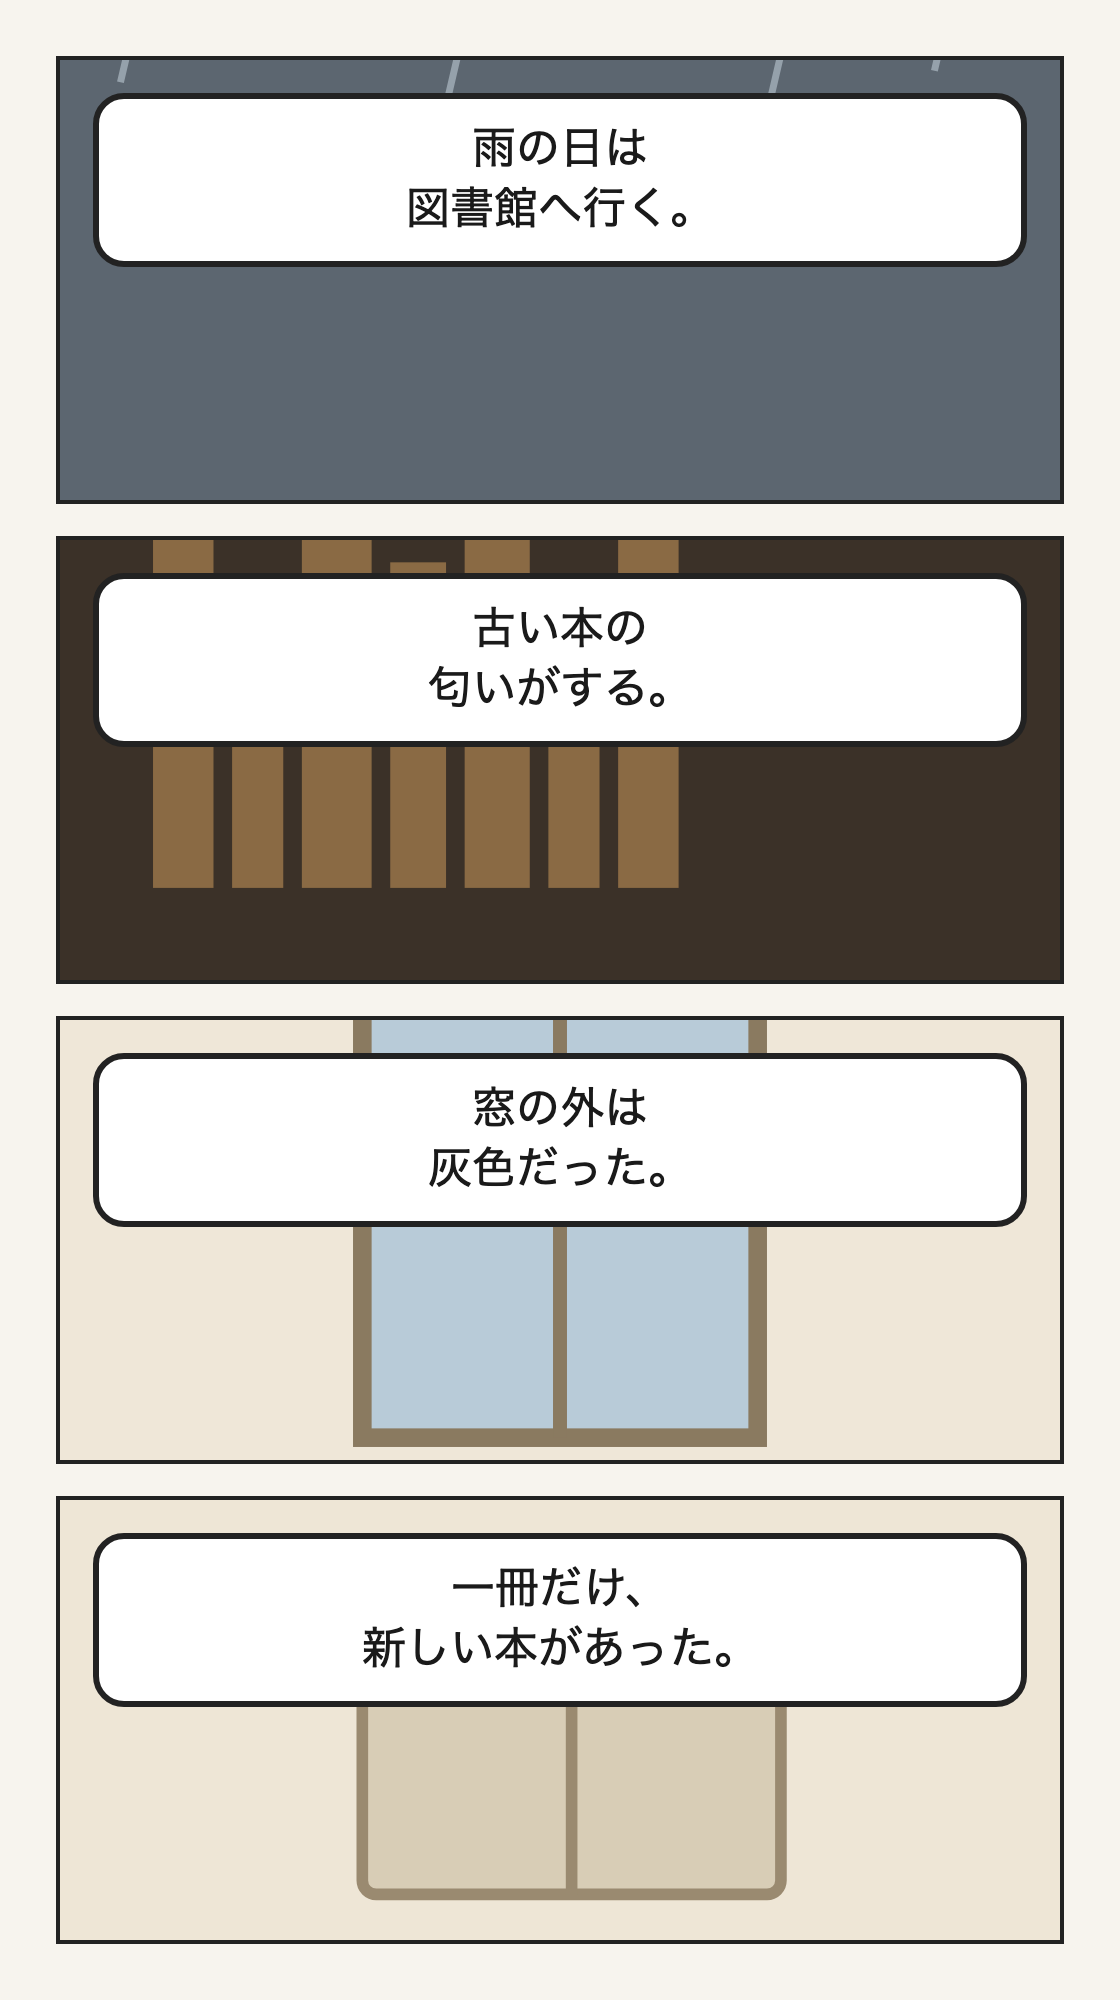 雨の日は
図書館へ行く。
古い本の
匂いがする。
窓の外は
灰色だった。
一冊だけ、
新しい本があった。